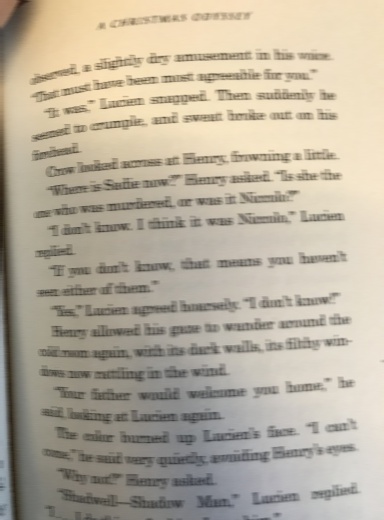 A CHRISTMAS ODYSSEY
observed, a slightly dry amusement in his voice.
"That must have been most agreeable for you."
"It was," Lucien snapped. Then suddenly he
seemed to crumple, and sweat broke out on his
forehead.
Crow looked across at Henry, frowning a little.
"Where is Sadie now?" Henry asked. "Is she the
one who was murdered, or was it Niccolo?"
"I don't know. I think it was Niccolo," Lucien
replied.
"If you don't know, that means you haven't
seen either of them."
"Yes," Lucien agreed hoarsely. "I don't know!"
Henry allowed his gaze to wander around the
cold room again, with its dark walls, its filthy win-
dows now rattling in the wind.
"Your father would welcome you home," he
said, looking at Lucien again.
The color burned up Lucien's face. "I can't
come," he said very quietly, avoiding Henry's eyes.
"Why not?" Henry asked.
"Shadwell—Shadow Man," Lucien replied.